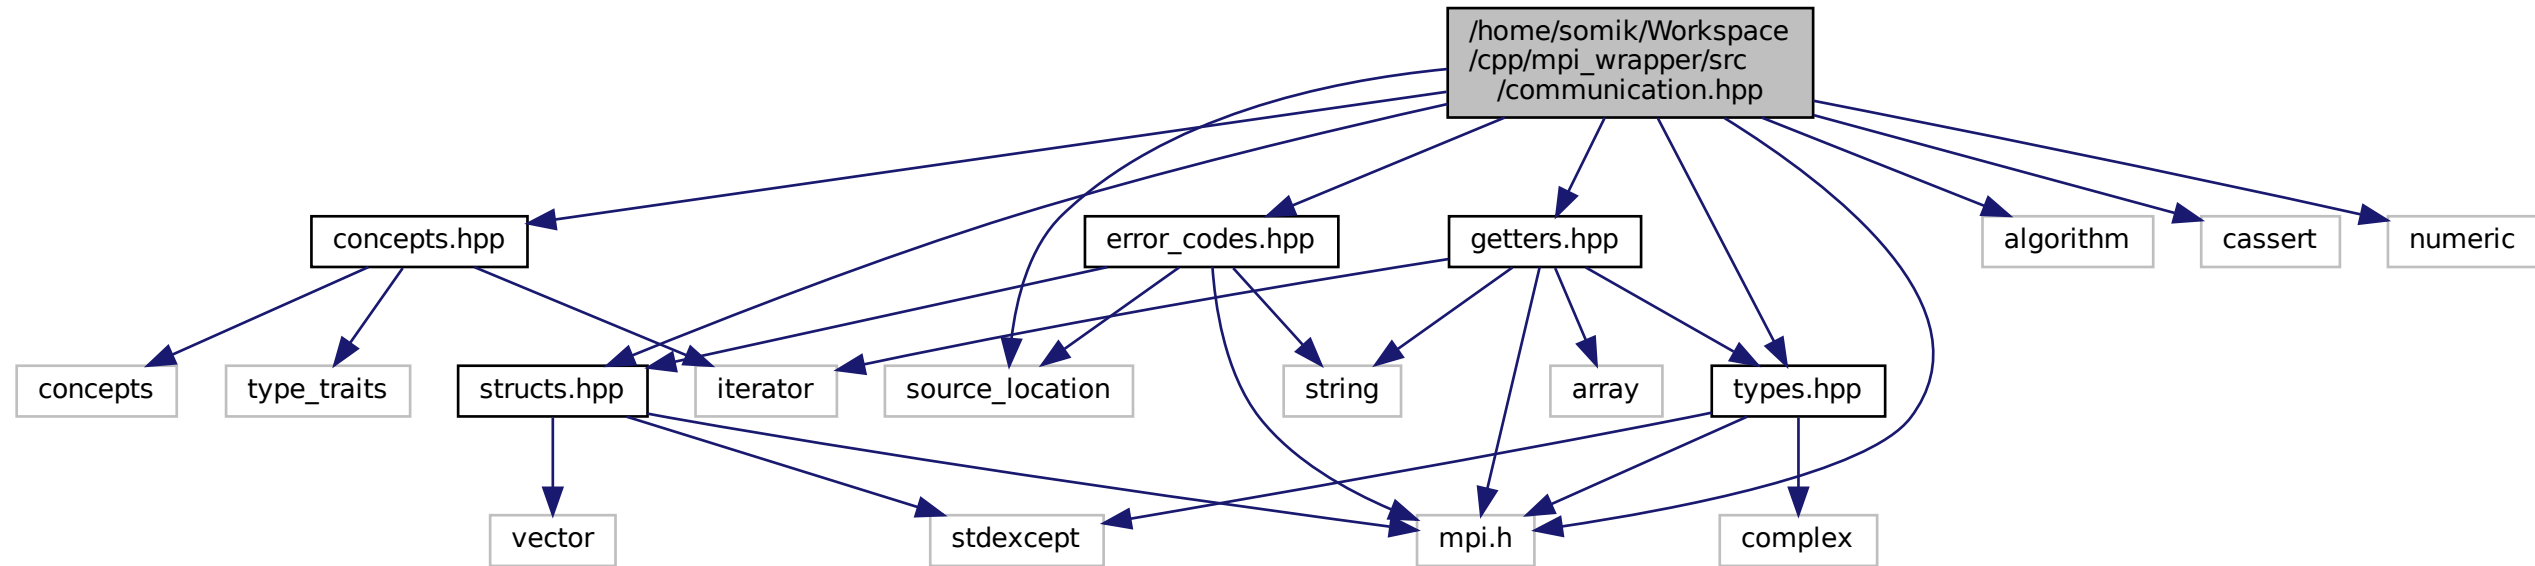 /home/somik/Workspace
/cpp/mpi_wrapper/src
/communication.hpp
concepts.hpp
error_codes.hpp
getters.hpp
algorithm
cassert
numeric
concepts
type_traits
structs.hpp
iterator
source_location
string
array
types.hpp
vector
stdexcept
mpi.h
complex